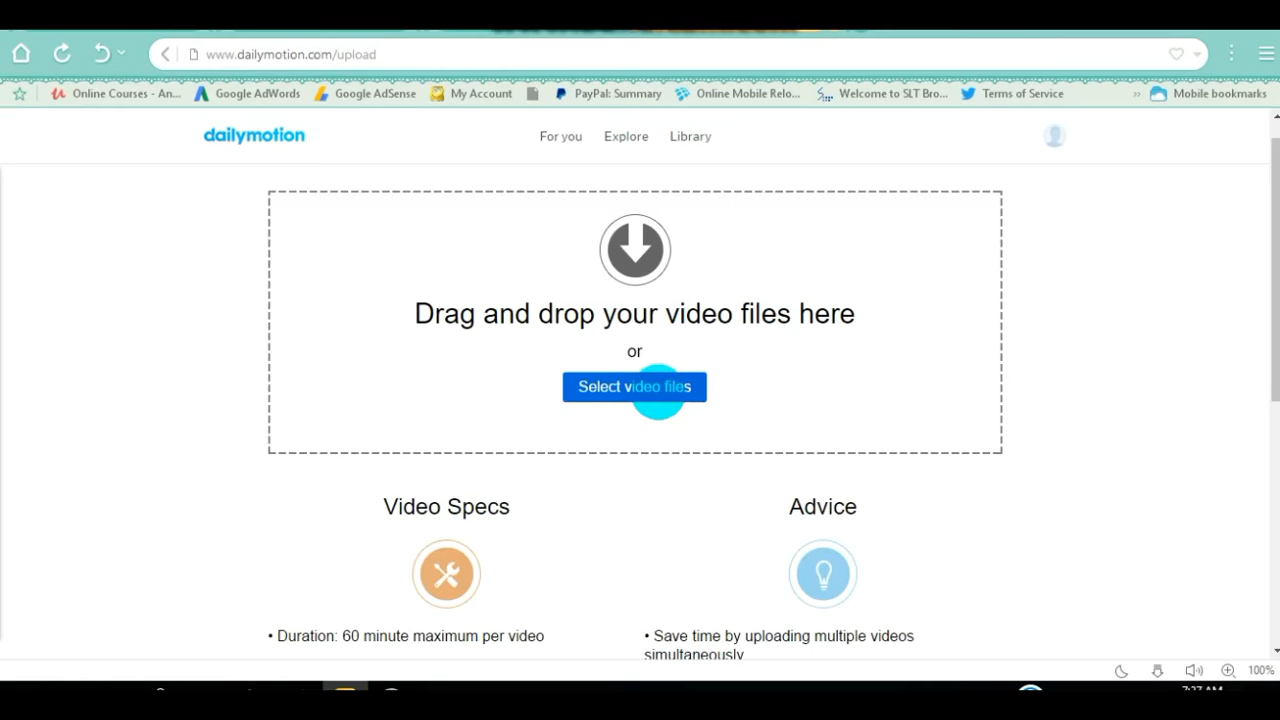 www.dailymotion.com/upload
Online Courses - An...
Google AdWords
Google AdSense
My Account
PayPal: Summary
Online Mobile Relo...
Welcome to SLT Bro...
Terms of Service
»
Mobile bookmarks
dailymotion
For you
Explore
Library
Drag and drop your video files here
or
Select video files
Video Specs
Advice
• Duration: 60 minute maximum per video
• Save time by uploading multiple videos
simultaneously
100%